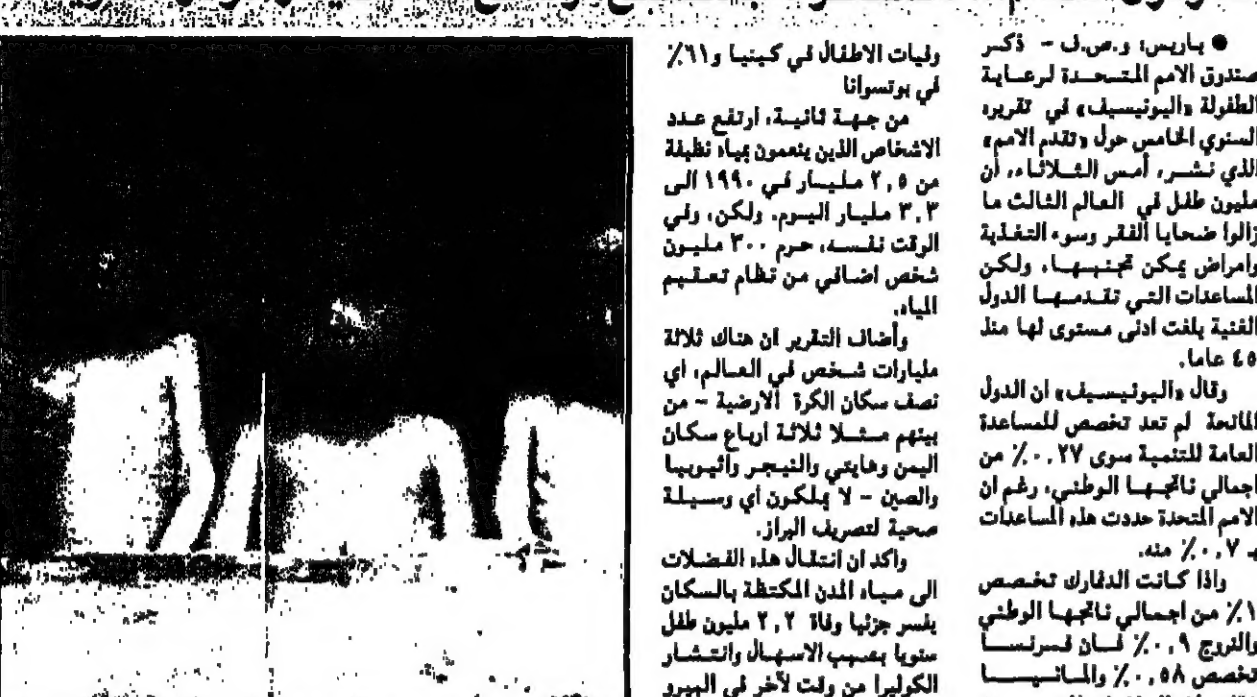 ● باريس؛ و.ص.ف - ذكر
صندوق الامم المتحدة لرعاية
الطفولة «اليونيسيف» في تقريره
السنوي الخامس حول «تقدم الامم»
الذي نشر، أمس الثلاثاء، أن
مليون طفل في العالم الثالث ما
زالوا ضحايا الفقر وسوء التغذية
وامراض يمكن تجنبها، ولكن
المساعدات التي تقدمها الدول
الغنية بلغت ادنى مستوى لها منذ
٤٥ عاما.
وقال «اليونيسيف» ان الدول
المانحة لم تعد تخصص للمساعدة
العامة للتنمية سوى ٠,٢٧٪ من
اجمالي ناتجها الوطني، رغم ان
الامم المتحدة حددت هذه المساعدات
بـ ٠,٧٪ منه.
واذا كانت الدنمارك تخصص
١٪ من اجمالي ناتجها الوطني
والنروج ٠,٩٪ فان فرنسا
تخصص ٠,٥٨٪ والمانيا
وفيات الاطفال في كينيا و٦١٪
في بوتسوانا
من جهة ثانية، ارتفع عدد
الاشخاص الذين ينعمون بمياه نظيفة
من ٢,٥ مليار في ١٩٩٠ الى
٣,٣ مليار اليوم. ولكن، وفي
الوقت نفسه، حرم ٣٠٠ مليون
شخص اضافي من نظام تعقيم
المياه.
وأضاف التقرير ان هناك ثلاثة
مليارات شخص في العالم، اي
نصف سكان الكرة الارضية - من
بينهم مثلا ثلاثة ارباع سكان
اليمن وهايتي والنيجر واثيوبيا
والصين - لا يملكون أي وسيلة
صحية لتصريف البراز.
واكد ان انتقال هذه الفضلات
الى مياه المدن المكتظة بالسكان
يفسر جزئيا وفاة ٢,٢ مليون طفل
سنويا بسبب الاسهال وانتشار
الكوليرا من وقت لآخر في البيرو